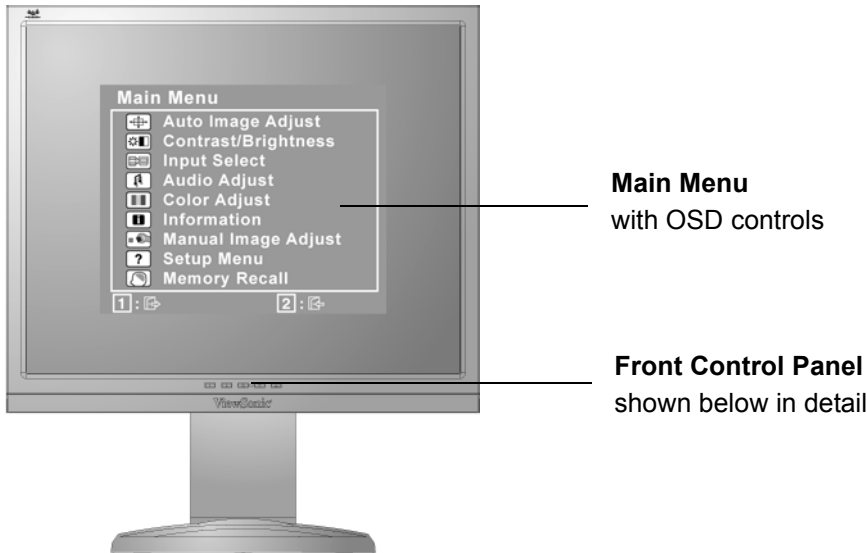 Main Menu
Auto Image Adjust
Contrast/Brightness
Input Select
Audio Adjust
Color Adjust
Information
Manual Image Adjust
? Setup Menu
Memory Recall
1 : 2 :
ViewSonic
Main Menu
with OSD controls
Front Control Panel
shown below in detail